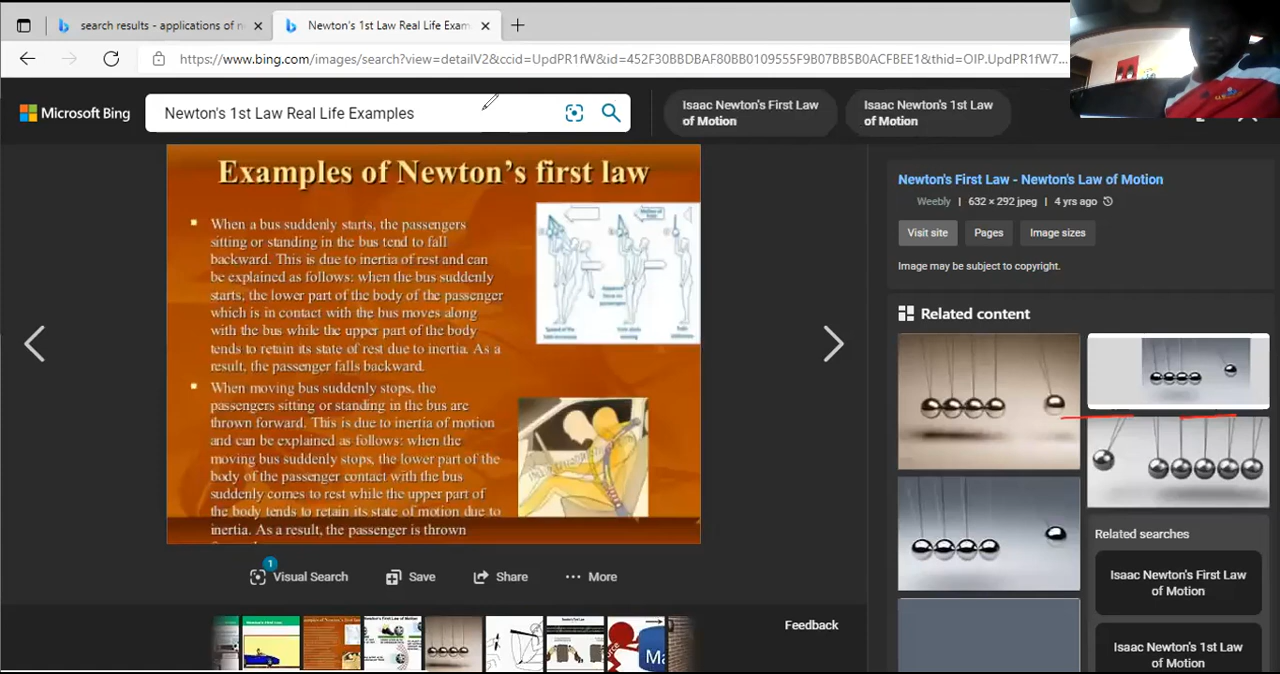 search results - applications of n
Newton's 1st Law Real Life Exam
https://www.bing.com/images/search?view=detailV2&ccid=UpdPR1fW&id=452F30BBDBAF80BB0109555F9B07BB5B0ACFBEE1&thid=OIP.UpdPR1fW7...
Microsoft Bing
Newton's 1st Law Real Life Examples
Isaac Newton's First Law
of Motion
Isaac Newton's 1st Law
of Motion
Examples of Newton's first law
When a bus suddenly starts, the passengers
sitting or standing in the bus tend to fall
backward. This is due to inertia of rest and can
be explained as follows: when the bus suddenly
starts, the lower part of the body of the passenger
which is in contact with the bus moves along
with the bus while the upper part of the body
tends to retain its state of rest due to inertia. As a
result, the passenger falls backward.
When moving bus suddenly stops, the
passengers sitting or standing in the bus are
thrown forward. This is due to inertia of motion
and can be explained as follows: when the
moving bus suddenly stops, the lower part of the
body of the passenger contact with the bus
suddenly comes to rest while the upper part of
the body tends to retain its state of motion due to
inertia. As a result, the passenger is thrown
Newton's First Law - Newton's Law of Motion
Weebly | 632 × 292 jpeg | 4 yrs ago
Visit site
Pages
Image sizes
Image may be subject to copyright.
Related content
Related searches
Isaac Newton's First Law
of Motion
Isaac Newton's 1st Law
of Motion
1
Visual Search
Save
Share
More
Feedback